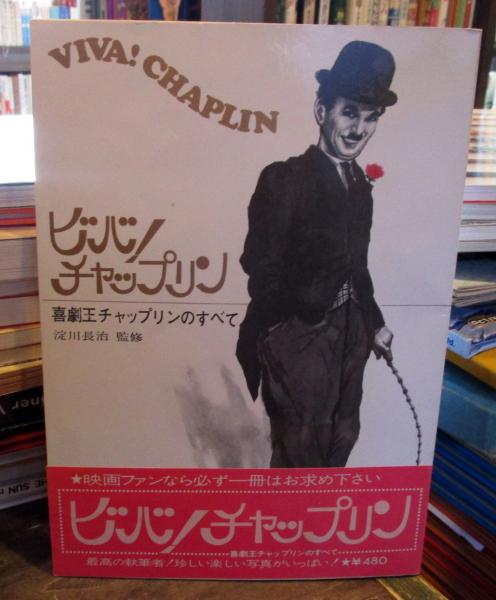 VIVA! CHAPLIN
ビバ!
チャップリン
喜劇王チャップリンのすべて
淀川長治 監修
★映画ファンなら必ず一冊はお求め下さい
ビバ!チャップリン
喜劇王チャップリンのすべて
最高の執筆者!珍しい楽しい写真がいっぱい!★¥480
THE SUN